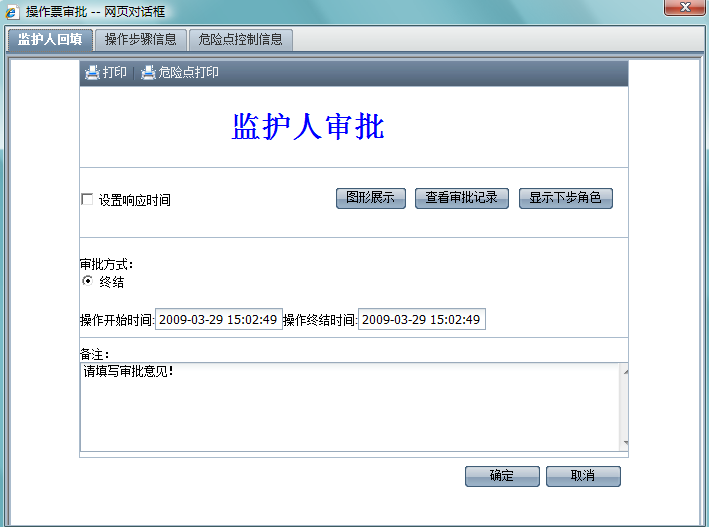 操作票审批 -- 网页对话框
监护人回填 操作步骤信息 危险点控制信息
打印 危险点打印
监护人审批
设置响应时间 图形展示 查看审批记录 显示下步角色
审批方式:
终结
操作开始时间:2009-03-29 15:02:49操作终结时间:2009-03-29 15:02:49
备注:
请填写审批意见!
确定 取消